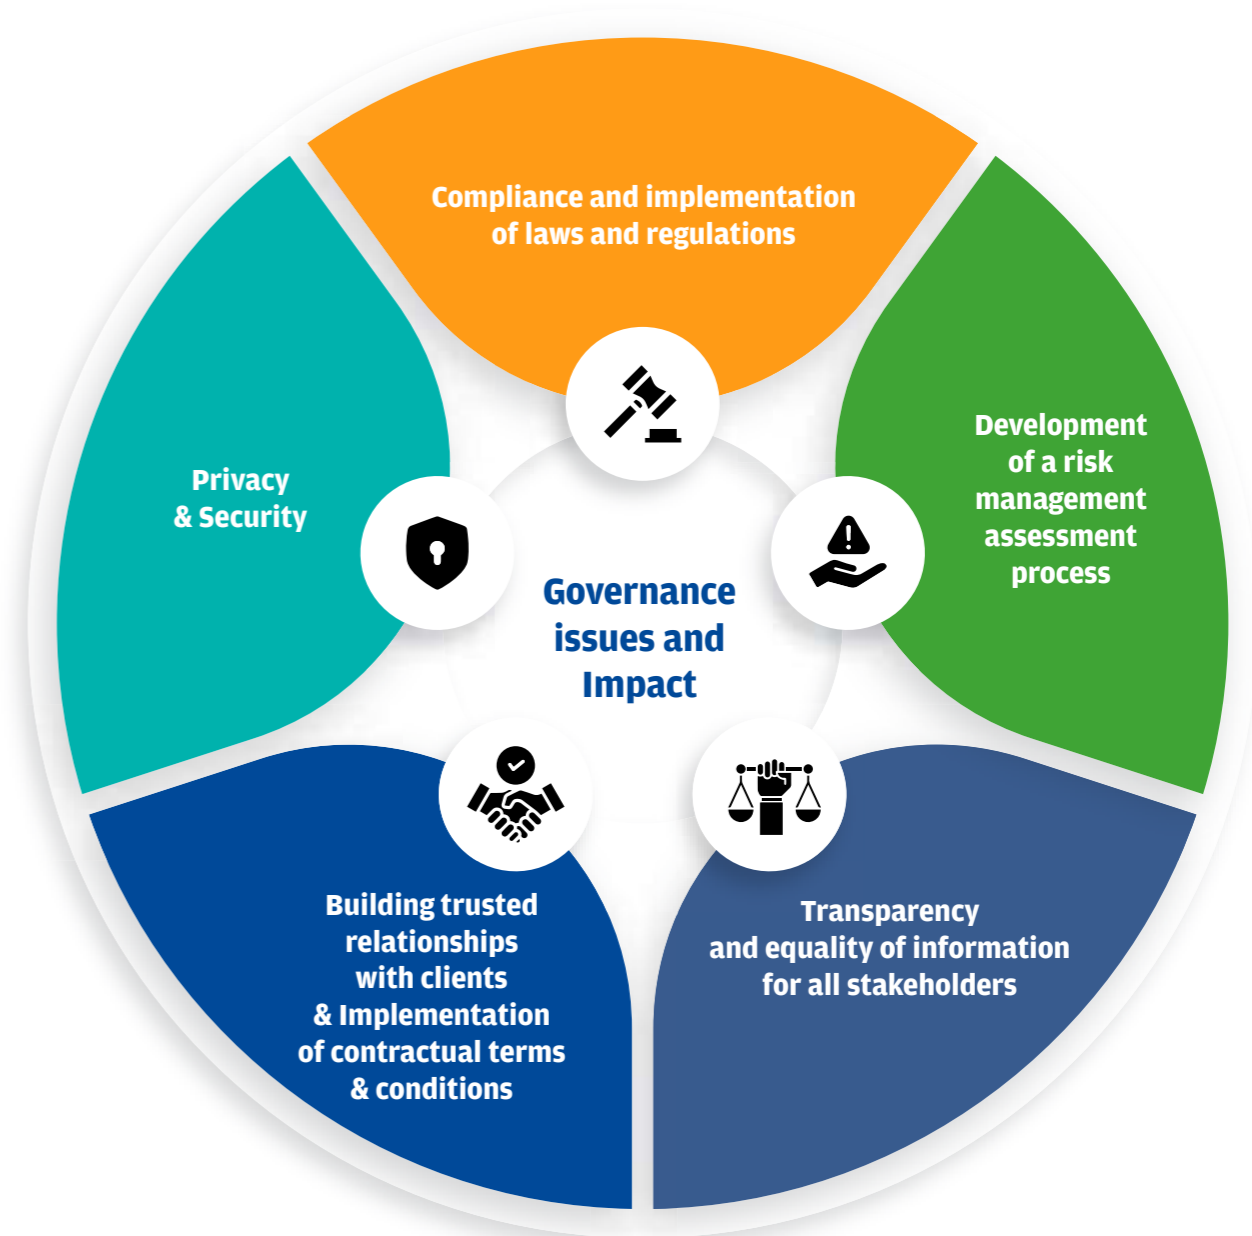 Compliance and implementation
of laws and regulations
Development
of a risk
management
assessment
process
Privacy
& Security
Governance
issues and
Impact
Building trusted
relationships
with clients
& Implementation
of contractual terms
& conditions
Transparency
and equality of information
for all stakeholders